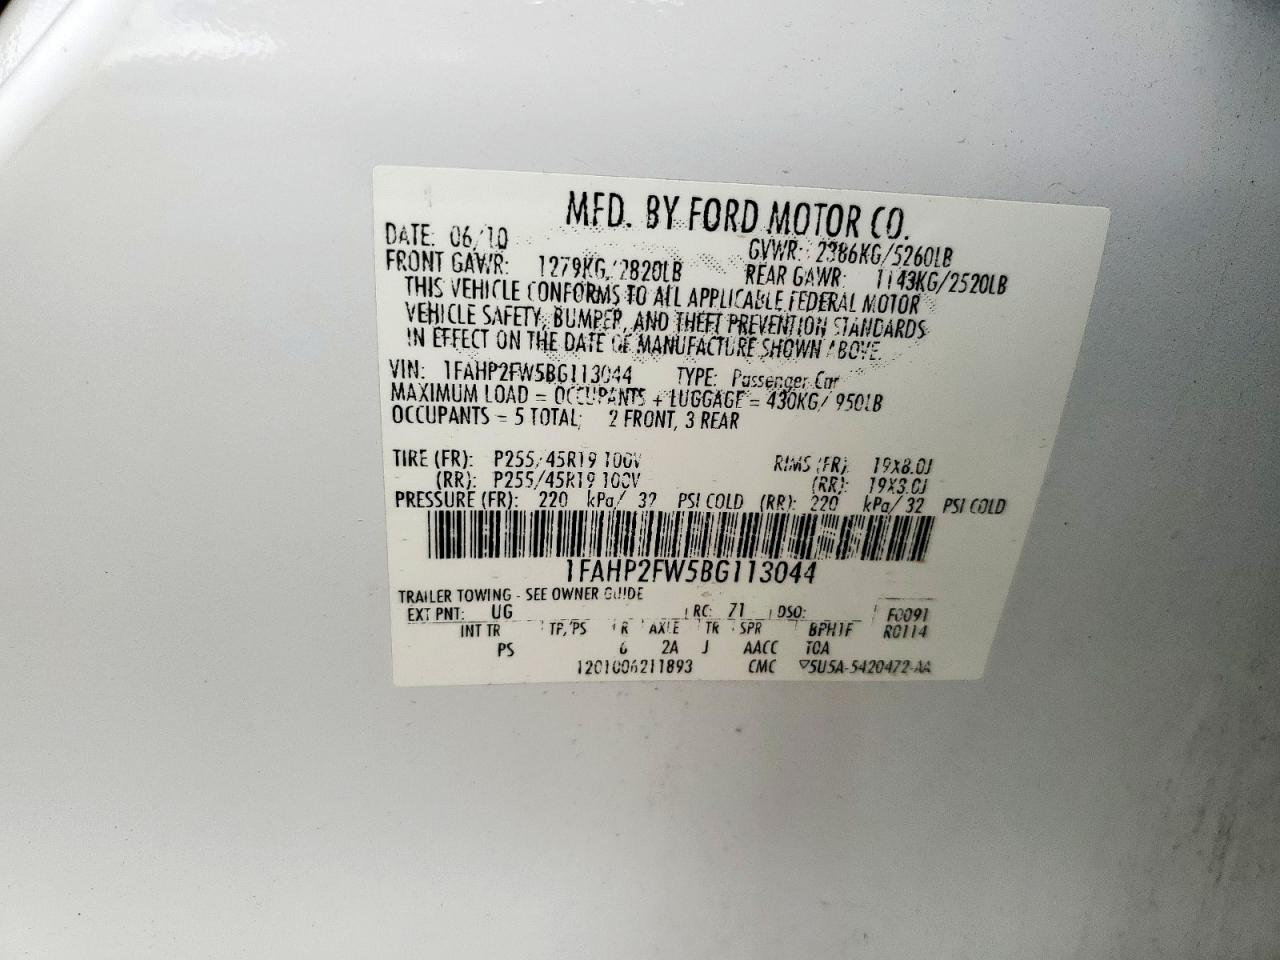 MFD. BY FORD MOTOR CO.
DATE: 06/10 GVWR: 2386KG/5260LB
FRONT GAWR: 1279KG/2820LB REAR GAWR: 1143KG/2520LB
THIS VEHICLE CONFORMS TO ALL APPLICABLE FEDERAL MOTOR
VEHICLE SAFETY, BUMPER, AND THEFT PREVENTION STANDARDS
IN EFFECT ON THE DATE OF MANUFACTURE SHOWN ABOVE.
VIN: 1FAHP2FW5BG113044 TYPE: Passenger Car
MAXIMUM LOAD = OCCUPANTS + LUGGAGE = 430KG/ 950LB
OCCUPANTS = 5 TOTAL; 2 FRONT, 3 REAR
TIRE (FR): P255/45R19 100V RIMS (FR): 19X8.0J
(RR): P255/45R19 100V (RR): 19X8.0J
PRESSURE (FR): 220 kPa/ 32 PSI COLD (RR): 220 kPa/ 32 PSI COLD
1FAHP2FW5BG113044
TRAILER TOWING - SEE OWNER GUIDE
EXT PNT: UG RC: 71 DSO: F0091
INT TR TP/PS R AXLE TR SPR BPH1F R0114
PS 6 2A J AACC TOA
1201006211893 CMC ▽5U5A-5420472-AA